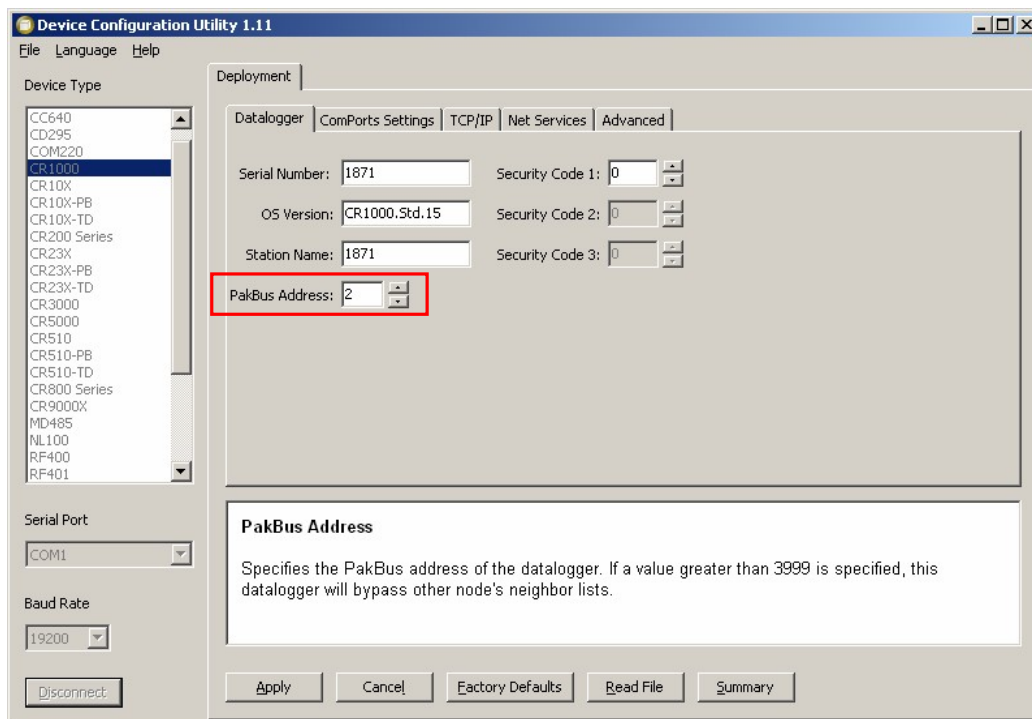 Device Configuration Utility 1.11
File Language Help
Device Type
CC640
CD295
COM220
CR1000
CR10X
CR10X-PB
CR10X-TD
CR200 Series
CR23X
CR23X-PB
CR23X-TD
CR3000
CR5000
CR510
CR510-PB
CR510-TD
CR800 Series
CR9000X
MD485
NL100
RF400
RF401
Serial Port
COM1
Baud Rate
19200
Disconnect
Deployment
Datalogger ComPorts Settings TCP/IP Net Services Advanced
Serial Number: 1871 Security Code 1: 0
OS Version: CR1000.Std.15 Security Code 2: 0
Station Name: 1871 Security Code 3: 0
PakBus Address: 2
PakBus Address
Specifies the PakBus address of the datalogger. If a value greater than 3999 is specified, this
datalogger will bypass other node's neighbor lists.
Apply Cancel Factory Defaults Read File Summary